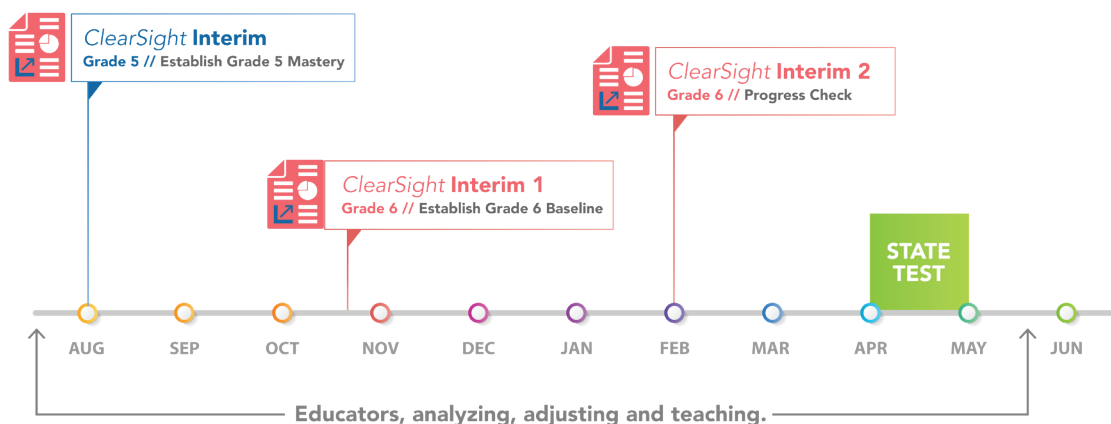 ClearSight Interim
Grade 5 // Establish Grade 5 Mastery
ClearSight Interim 2
Grade 6 // Progress Check
ClearSight Interim 1
Grade 6 // Establish Grade 6 Baseline
STATE
TEST
AUG SEP OCT NOV DEC JAN FEB MAR APR MAY JUN
Educators, analyzing, adjusting and teaching.